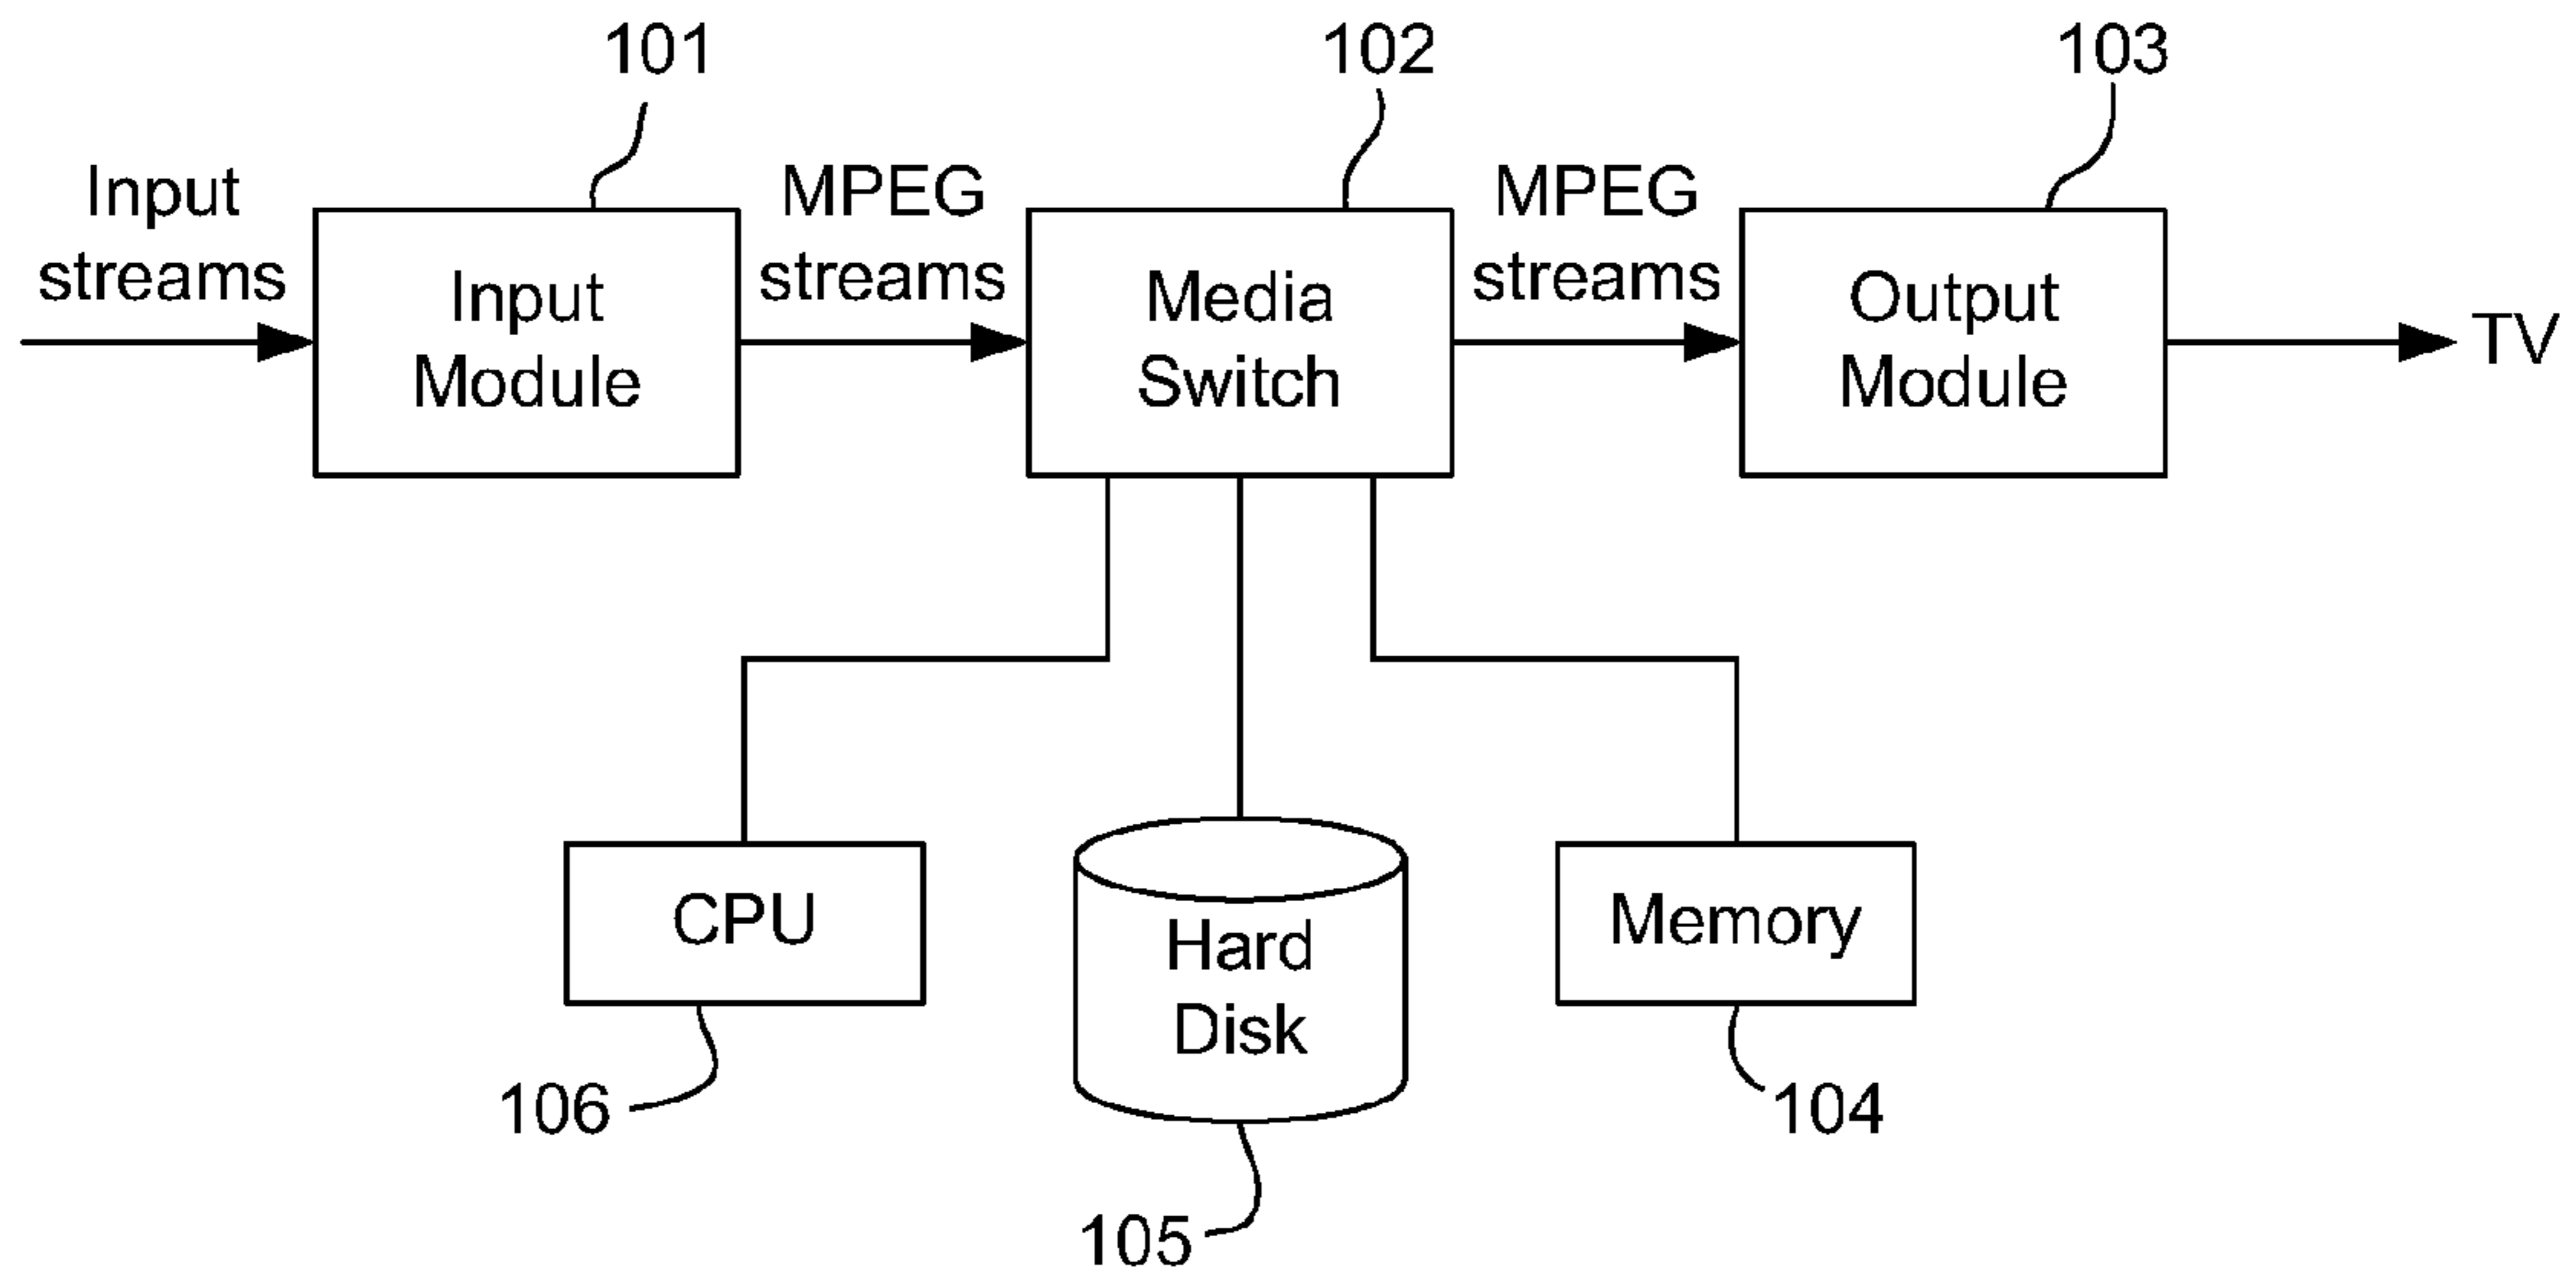 101
102
103
Input
streams
Input
Module
MPEG
streams
Media
Switch
MPEG
streams
Output
Module
TV
CPU
Hard
Disk
Memory
106
105
104